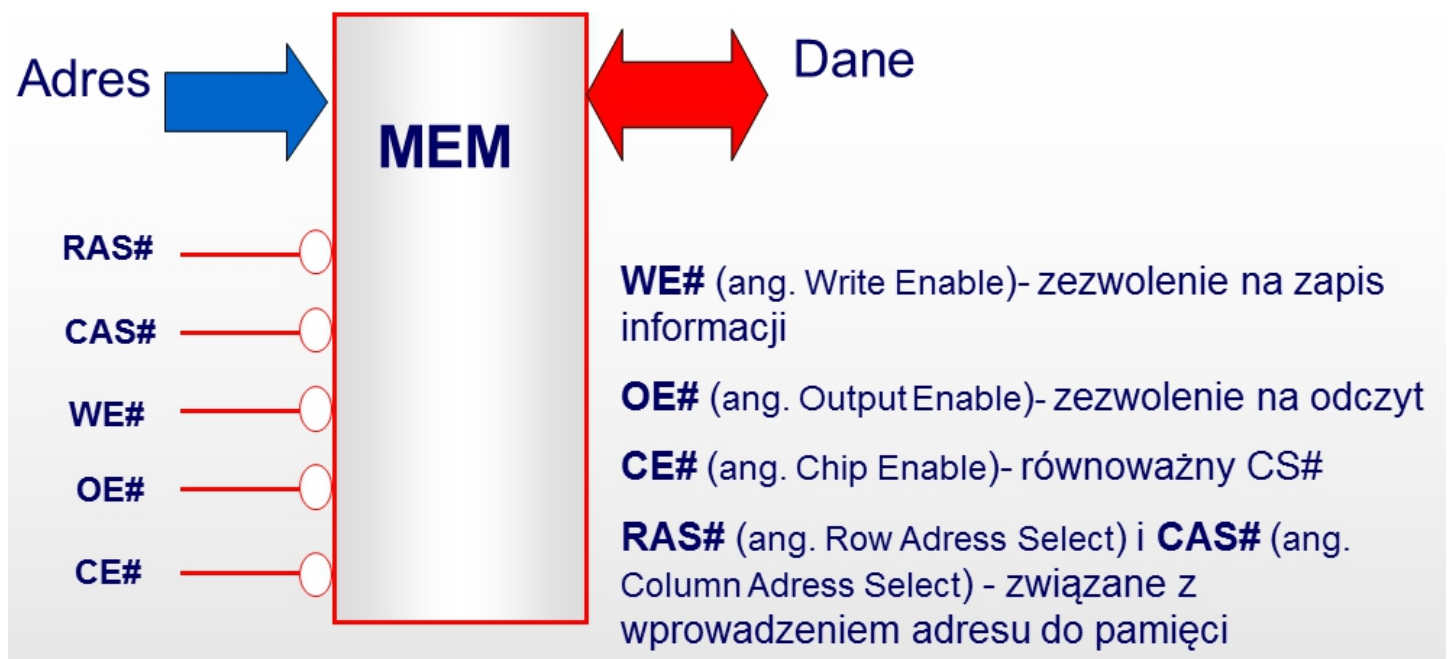 Adres
MEM
Dane
RAS#
CAS#
WE#
OE#
CE#
WE# (ang. Write Enable)- zezwolenie na zapis
informacji
OE# (ang. Output Enable)- zezwolenie na odczyt
CE# (ang. Chip Enable)- równoważny CS#
RAS# (ang. Row Adress Select) i CAS# (ang.
Column Adress Select) - związane z
wprowadzeniem adresu do pamięci